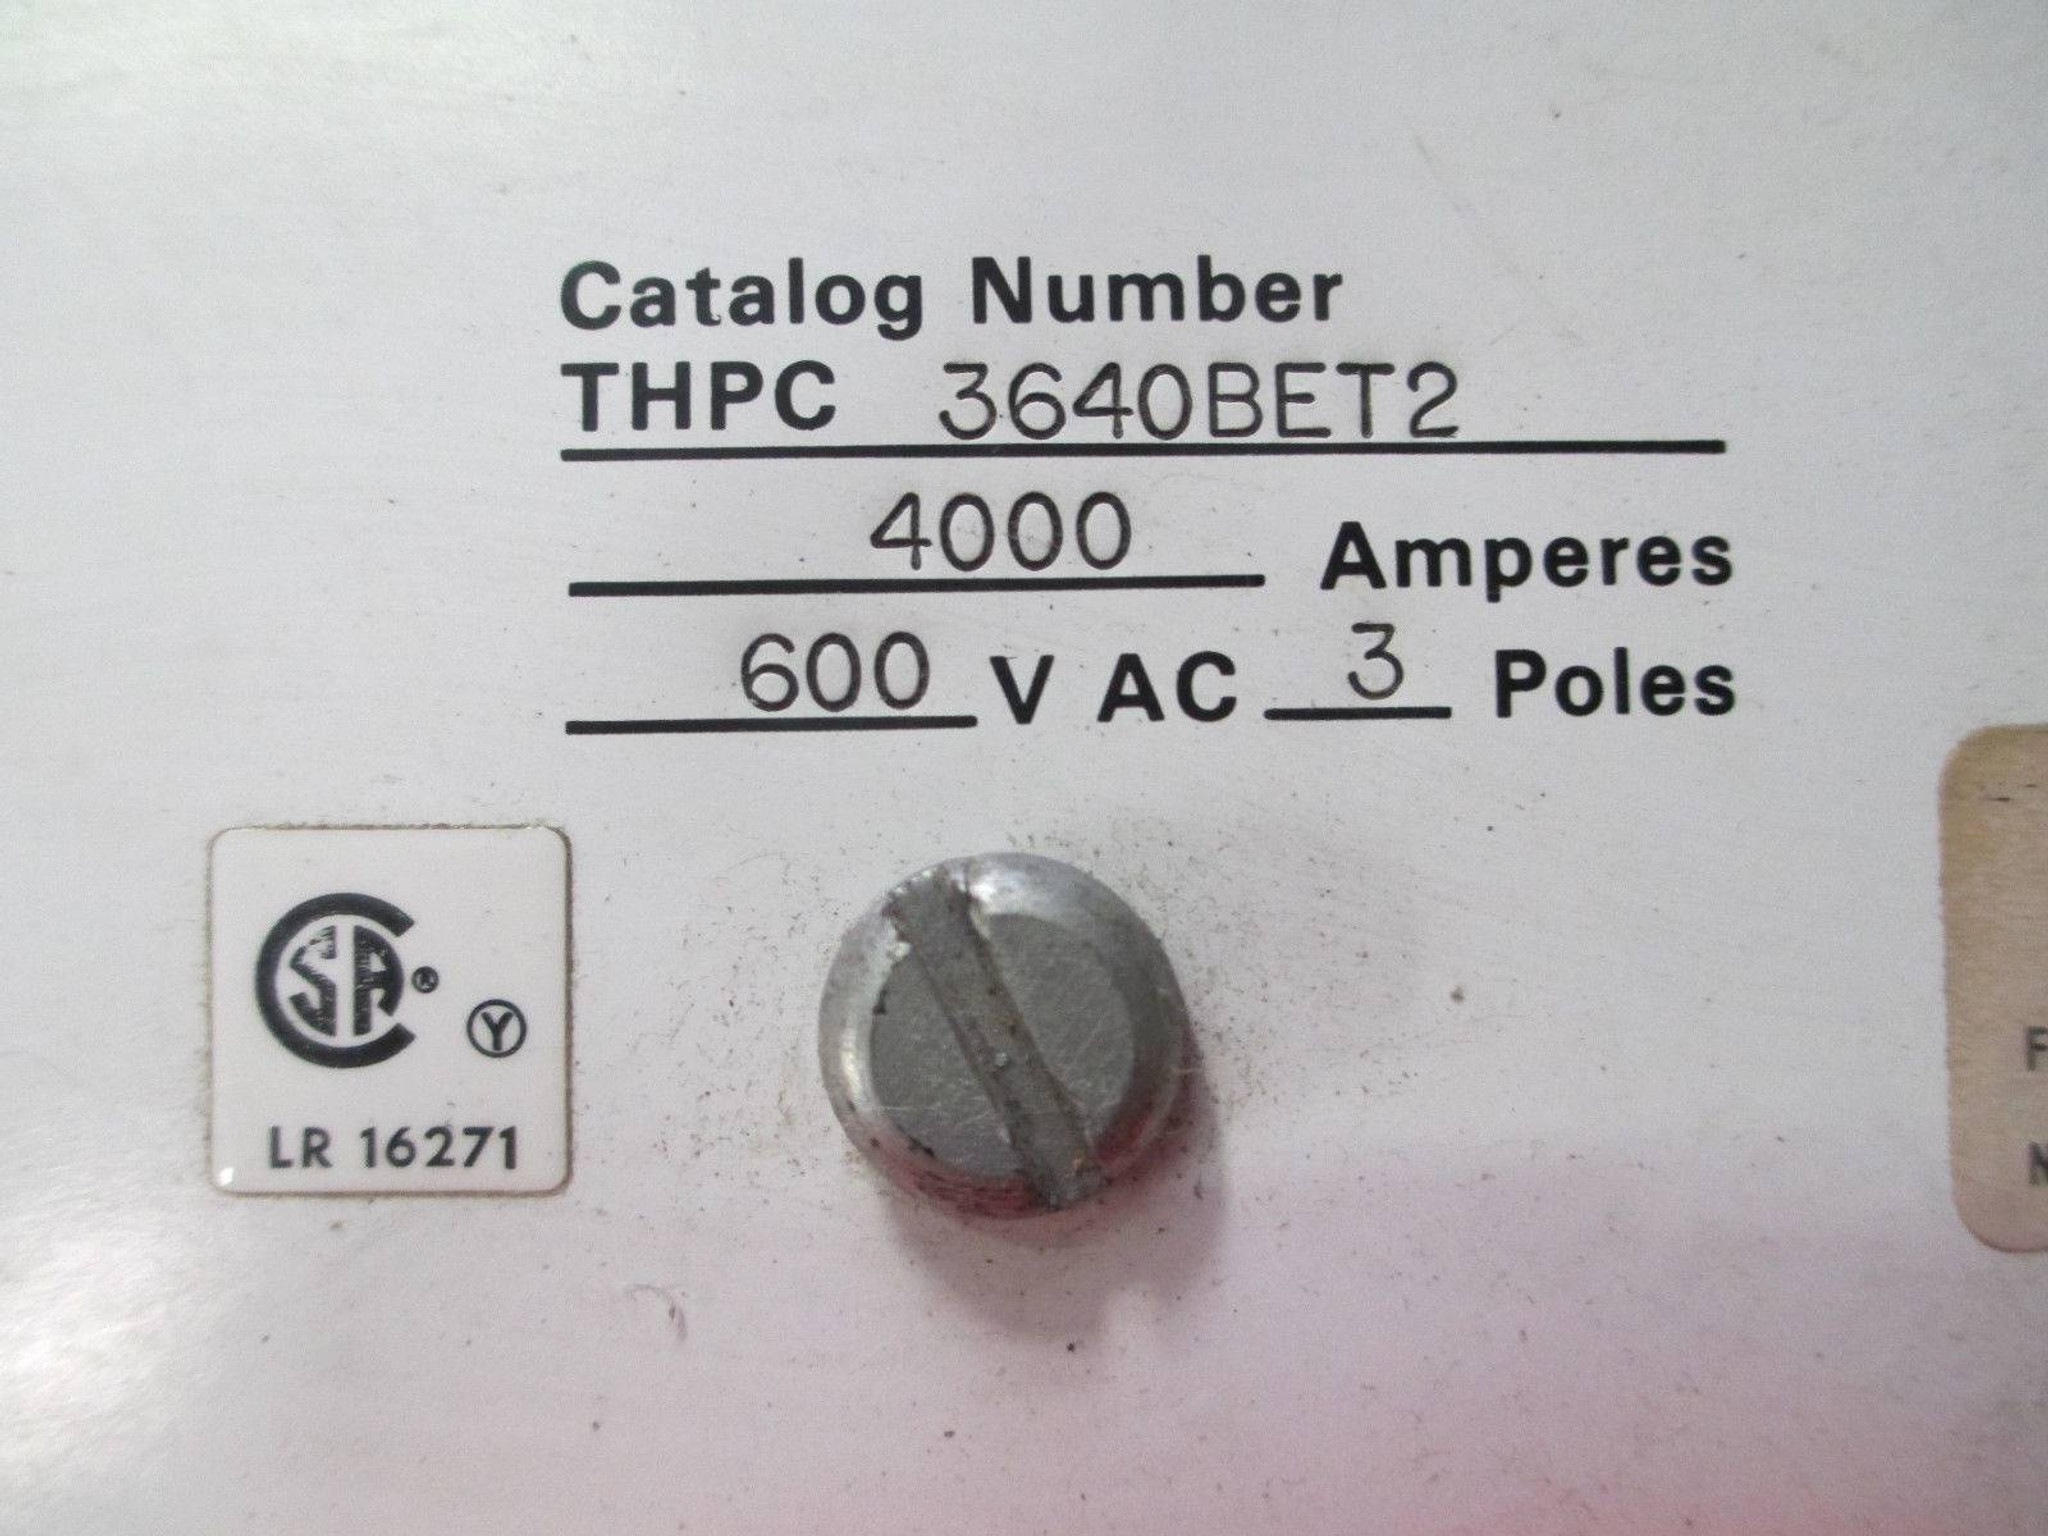 Catalog Number
THPC 3640BET2
4000 Amperes
600 V AC 3 Poles
® Y
LR 16271